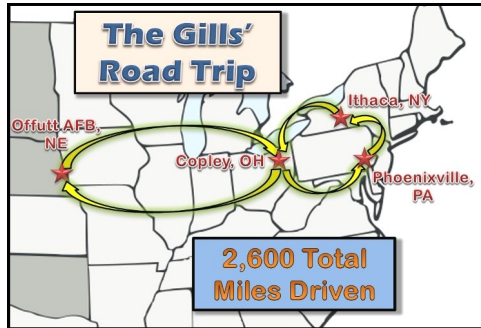 The Gills'
Road Trip
Ithaca, NY
Offutt AFB,
NE
Copley, OH
Phoenixville,
PA
2,600 Total
Miles Driven